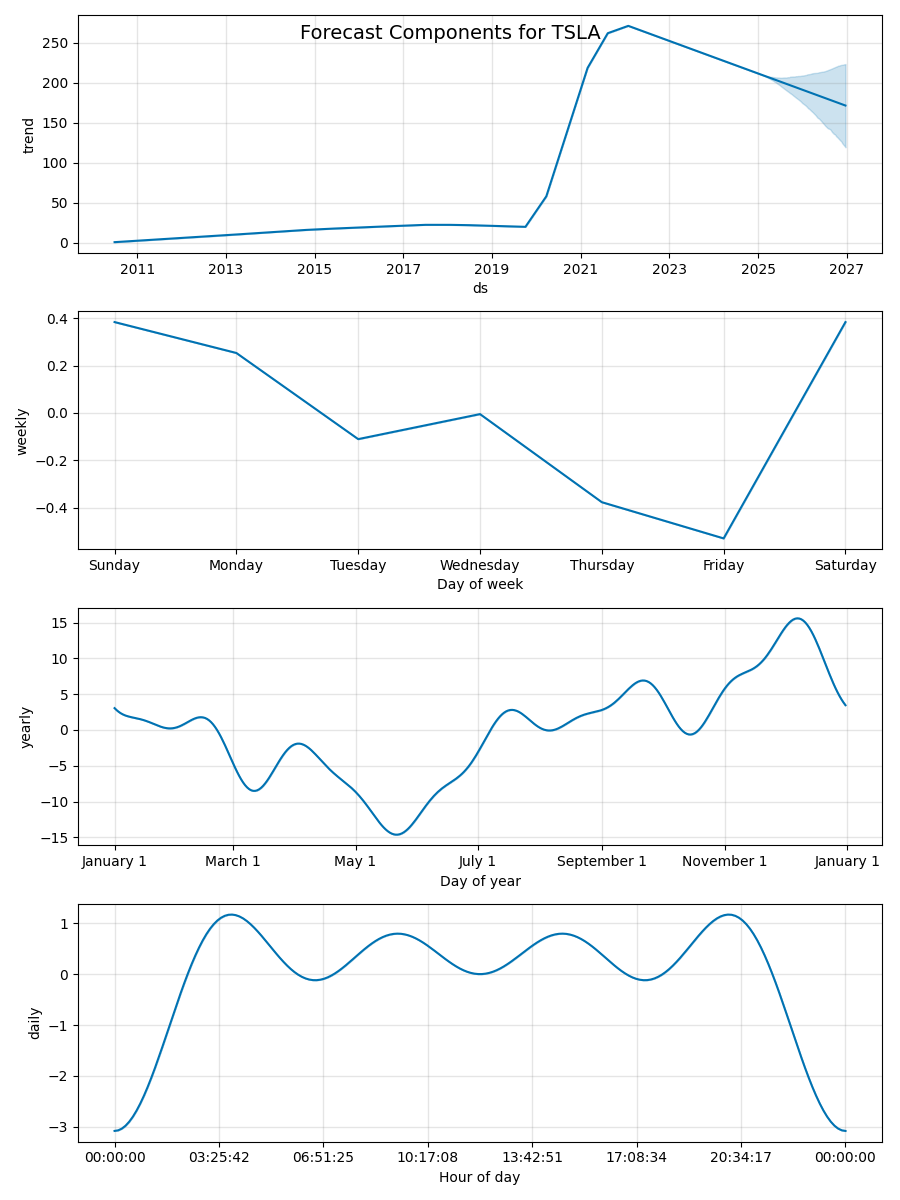 Forecast Components for TSLA
250
200
150
100
50
0
trend
2011 2013 2015 2017 2019 2021 2023 2025 2027
ds
0.4
0.2
0.0
−0.2
−0.4
weekly
Sunday Monday Tuesday Wednesday Thursday Friday Saturday
Day of week
15
10
5
0
−5
−10
−15
yearly
January 1 March 1 May 1 July 1 September 1 November 1 January 1
Day of year
1
0
−1
−2
−3
daily
00:00:00 03:25:42 06:51:25 10:17:08 13:42:51 17:08:34 20:34:17 00:00:00
Hour of day